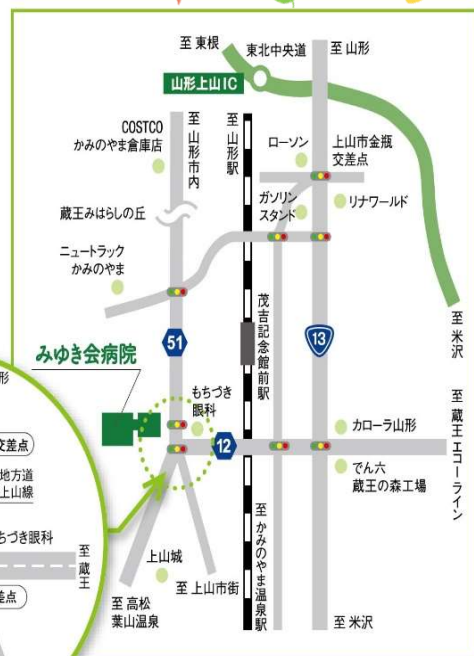 至 東根
東北中央道
至 山形
山形上山IC
COSTCO
かみのやま倉庫店
至 山形市内
至 山形駅
ローソン
上山市金瓶
交差点
ガソリン
スタンド
リナワールド
蔵王みはらしの丘
ニュートラック
かみのやま
茂吉記念館前駅
至 米沢
51
13
みゆき会病院
もちづき
眼科
12
カローラ山形
でん六
蔵王の森工場
至 蔵王エコーライン
交差点
地方道
上山線
ちづき眼科
至 蔵王
差点
上山城
至 高松
葉山温泉
至 上山市街
至 かみのやま温泉駅
至 米沢